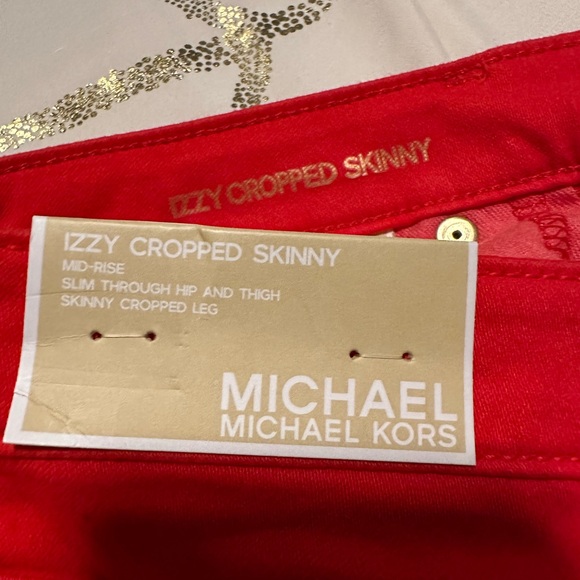 IZZY CROPPED SKINNY
IZZY CROPPED SKINNY
MID-RISE
SLIM THROUGH HIP AND THIGH
SKINNY CROPPED LEG
MICHAEL
MICHAEL KORS